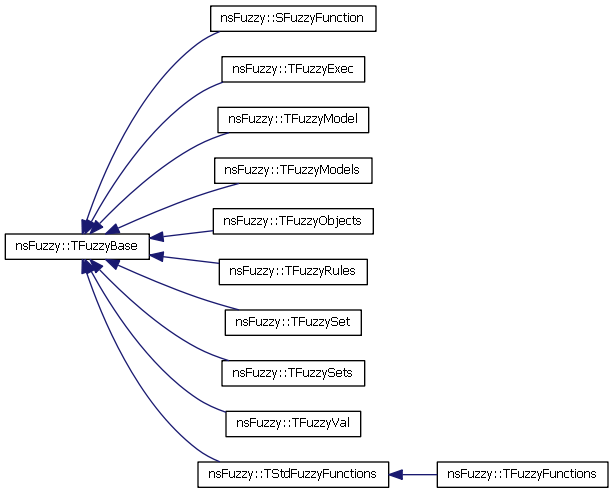 nsFuzzy::SFuzzyFunction
nsFuzzy::TFuzzyExec
nsFuzzy::TFuzzyModel
nsFuzzy::TFuzzyModels
nsFuzzy::TFuzzyObjects
nsFuzzy::TFuzzyBase
nsFuzzy::TFuzzyRules
nsFuzzy::TFuzzySet
nsFuzzy::TFuzzySets
nsFuzzy::TFuzzyVal
nsFuzzy::TStdFuzzyFunctions
nsFuzzy::TFuzzyFunctions